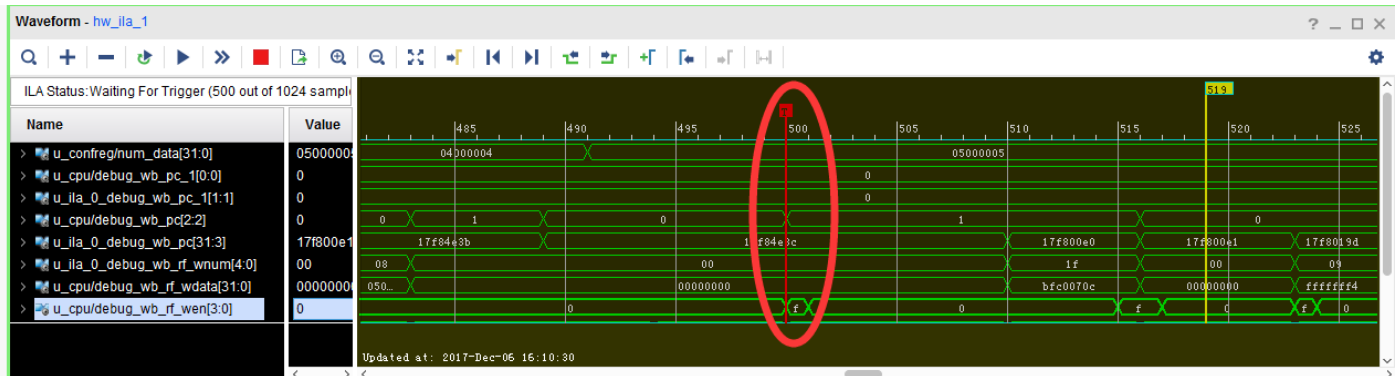 Waveform - hw_ila_1
ILA Status: Waiting For Trigger (500 out of 1024 sampl
519
Name Value
485 490 495 500 505 510 515 520 525
u_confreg/num_data[31:0] 05000005 04000004 05000005
u_cpu/debug_wb_pc_1[0:0] 0 0
u_ila_0_debug_wb_pc_1[1:1] 0 0
u_cpu/debug_wb_pc[2:2] 0 0 1 0 1 0
u_ila_0_debug_wb_pc[31:3] 17f800e1 17f84e3b 17f84e3c 17f800e0 17f800e1 17f8019d
u_ila_0_debug_wb_rf_wnum[4:0] 00 08 00 1f 00 09
u_cpu/debug_wb_rf_wdata[31:0] 00000000 050... 00000000 bfc0070c 00000000 fffffff4
u_cpu/debug_wb_rf_wen[3:0] 0 0 f 0 f 0 f 0
Updated at: 2017-Dec-06 16:10:30